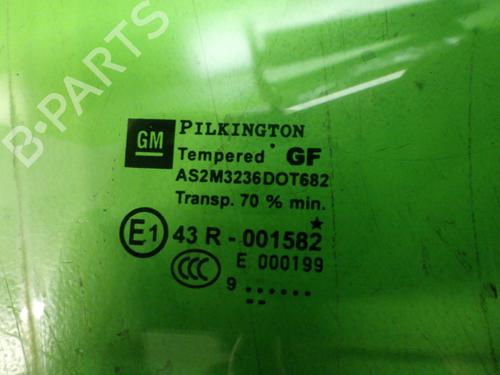 B-PARTS
GM PILKINGTON
Tempered GF
AS2M3236DOT682
Transp. 70 % min.
E1 43 R - 001582
CCC E 000199
9 ......
--